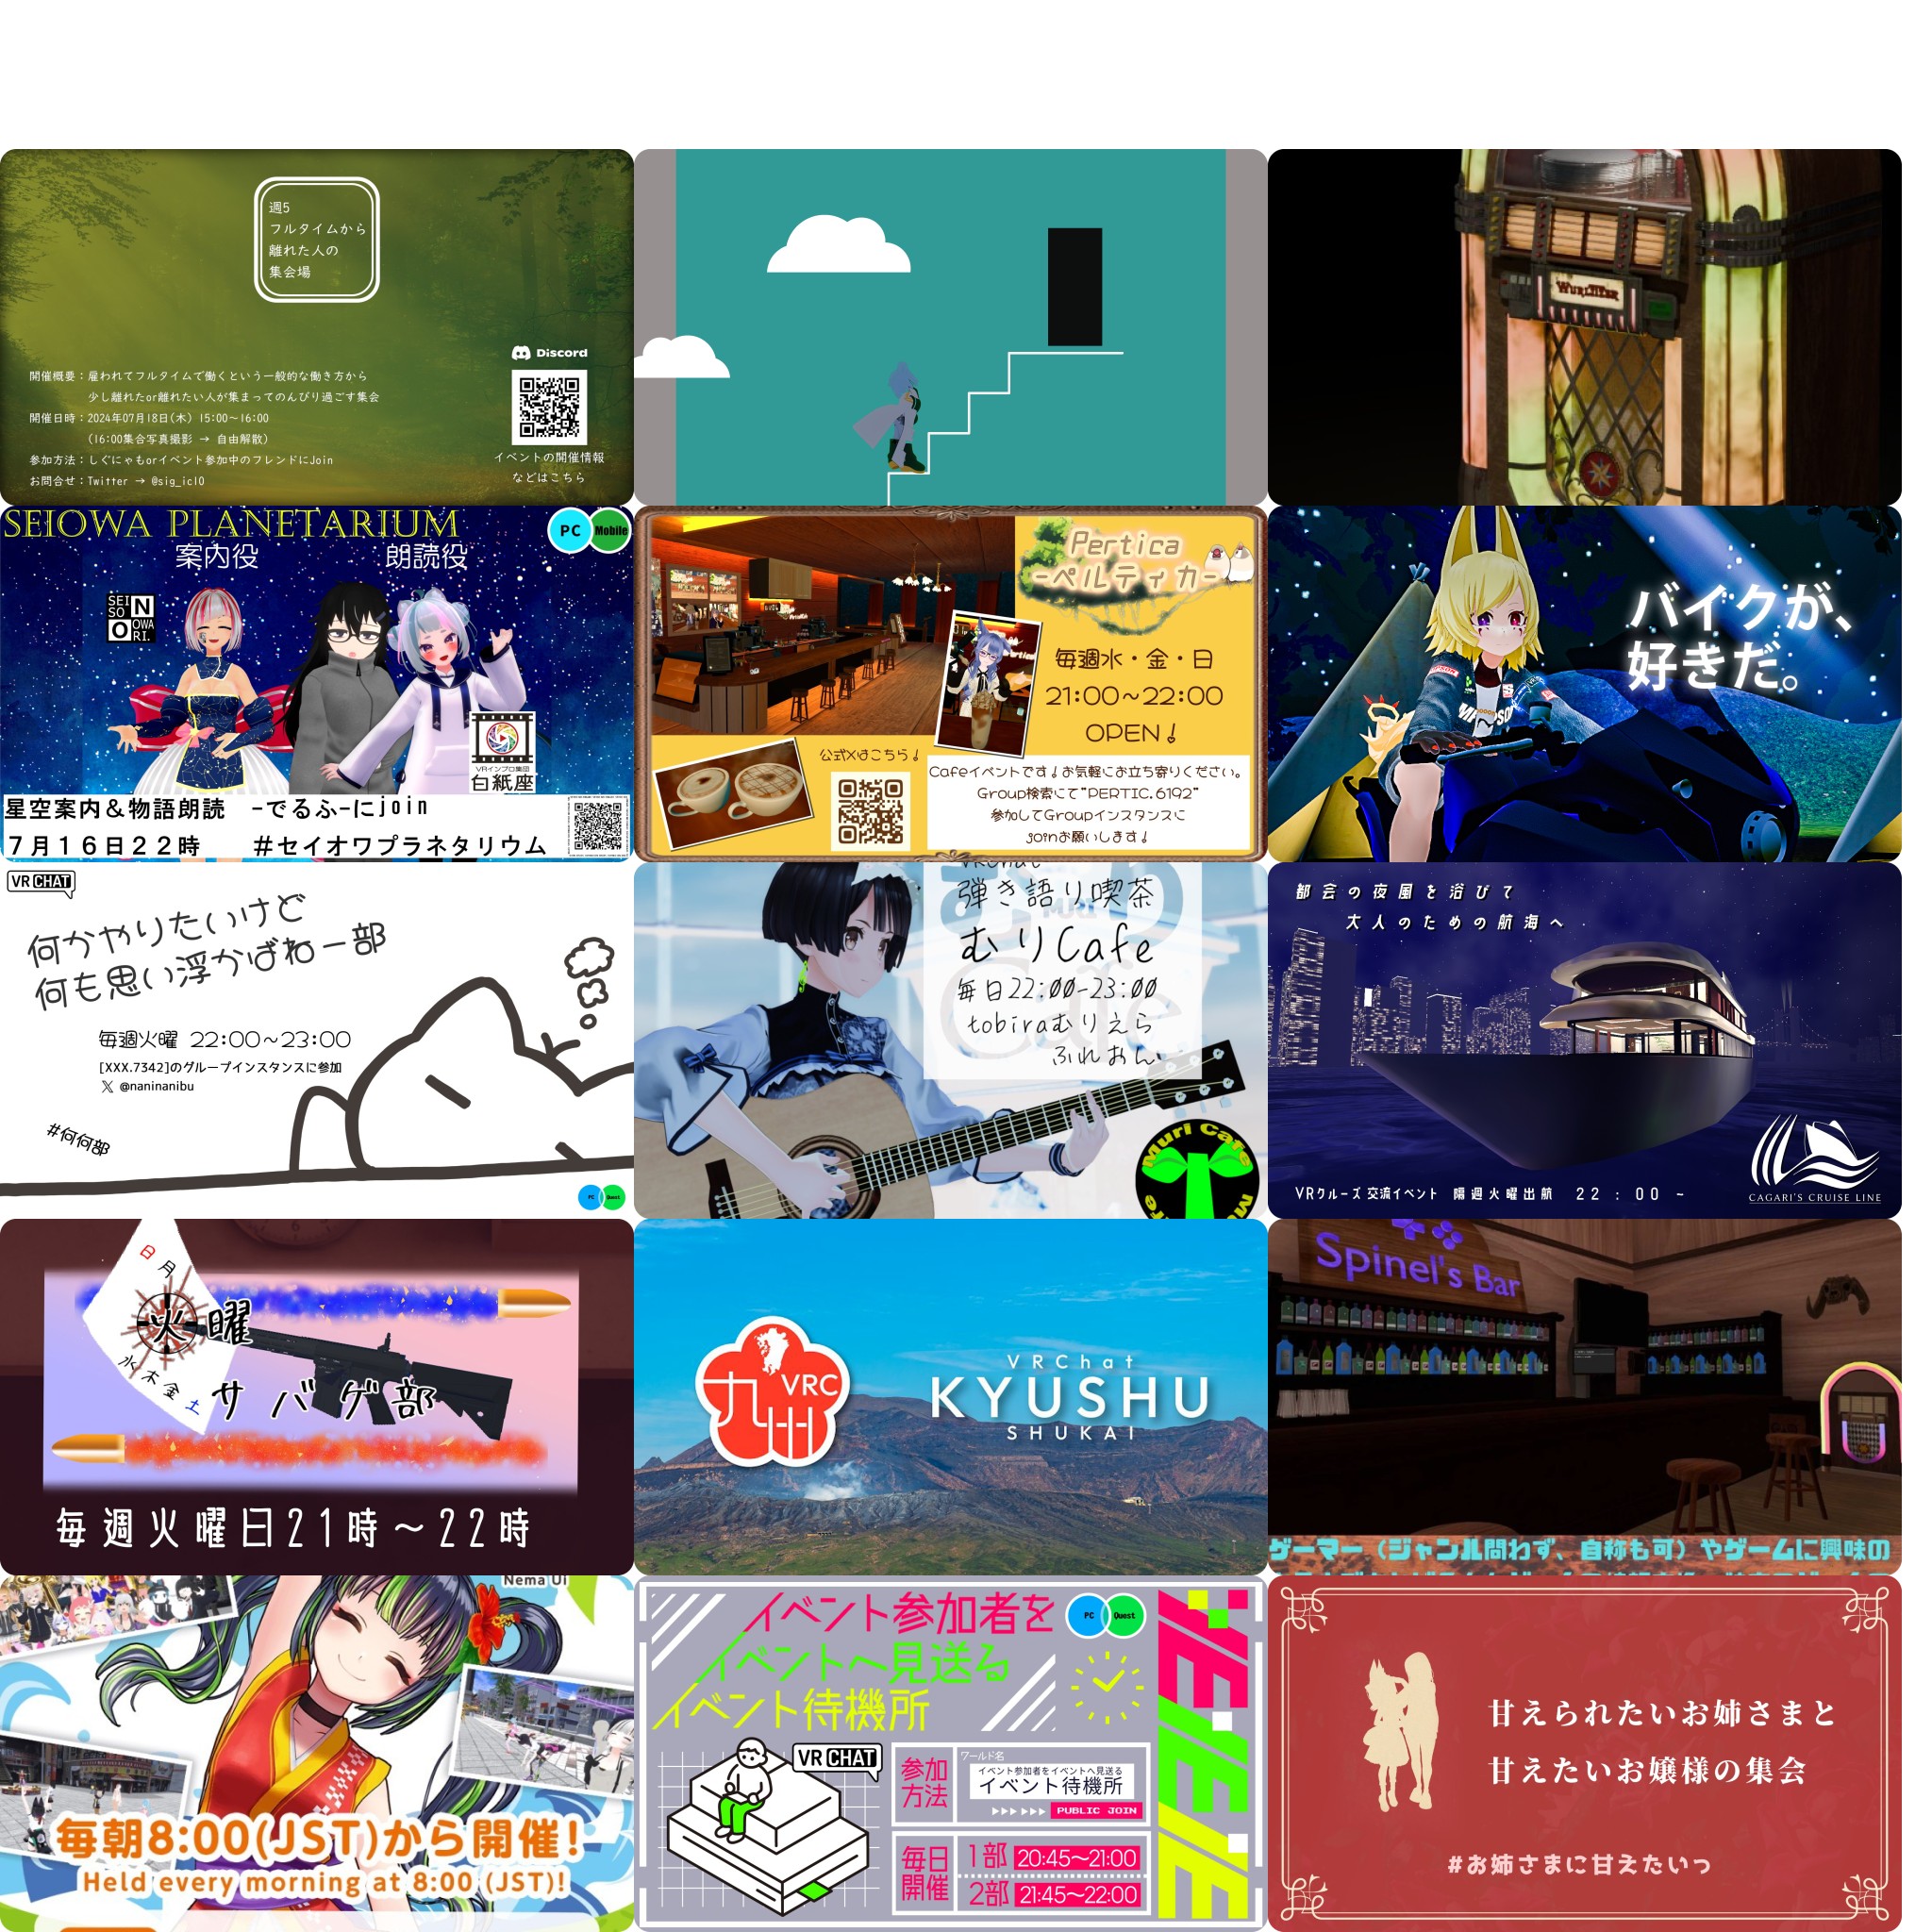 週5
フルタイムから
離れた人の
集会場
Discord
開催概要：雇われてフルタイムで働くという一般的な働き方から
少し離れたor離れたい人が集まってのんびり過ごす集会
開催日時：2024年07月18日(木) 15:00～16:00
(16:00集合写真撮影 → 自由解散)
参加方法：しぐにゃもorイベント参加中のフレンドにJoin
お問合せ：Twitter → @sig_icl0
イベントの開催情報
などはこちら
WURLITZER
SEIOWA PLANETARIUM
PC
Mobile
案内役
朗読役
SEI
SO
N
O
OWA
RI.
VRインプロ集団
白紙座
星空案内＆物語朗読 -でるふ-にjoin
7月16日22時 #セイオワプラネタリウム
Pertica
-ペルティカ-
毎週水・金・日
21:00~22:00
OPEN！
公式Xはこちら！
Cafeイベントです！お気軽にお立ち寄りください。
Group検索にて"PERTIC.6192"
参加してGroupインスタンスに
joinお願いします！
バイクが、
好きだ。
VRCHAT
何かやりたいけど
何も思い浮かばねー部
毎週火曜 22:00~23:00
[XXX.7342]のグループインスタンスに参加
@naninanibu
#何何部
PC
Quest
VRChat
弾き語り喫茶
むりCafe
毎日22:00-23:00
tobiraむりえら
ふれおん
Muri Cafe
都会の夜風を浴びて
大人のための航海へ
VRクルーズ交流イベント 隔週火曜出航 22:00 ~
CAGARI'S CRUISE LINE
日
月
火曜
水
木
金
土
サバゲ部
毎週火曜日21時～22時
九州
VRC
VRChat
KYUSHU
SHUKAI
Spinel's Bar
ゲーマー（ジャンル問わず、自称も可）やゲームに興味の
Nema Ui
毎朝8:00(JST)から開催！
Held every morning at 8:00 (JST)!
イベント参加者を
イベントへ見送る
イベント待機所
PC
Quest
VRCHAT
参加
方法
ワールド名
イベント参加者をイベントへ見送る
イベント待機所
PUBLIC JOIN
毎日
開催
1部 20:45~21:00
2部 21:45~22:00
甘えられたいお姉さまと
甘えたいお嬢様の集会
#お姉さまに甘えたいっ